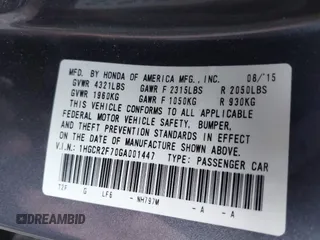 MFD. BY HONDA OF AMERICA MFG., INC. 08/'15
GVWR 4321LBS GAWR F 2315LBS R 2050LBS
GVWR 1960KG GAWR F 1050KG R 930KG
THIS VEHICLE CONFORMS TO ALL APPLICABLE
FEDERAL MOTOR VEHICLE SAFETY, BUMPER,
AND THEFT PREVENTION STANDARDS IN EFFECT
ON THE DATE OF MANUFACTURE SHOWN ABOVE.
V.I.N.: 1HGCR2F70GA001447 TYPE: PASSENGER CAR
T2F G LF6 - NH797M - A - A
DREAMBID